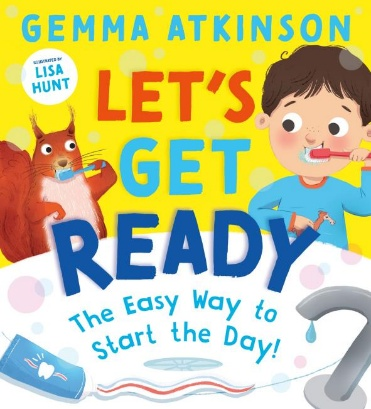 GEMMA ATKINSON
ILLUSTRATED BY
LISA
HUNT
LET'S
GET
READY
The Easy Way to
Start the Day!